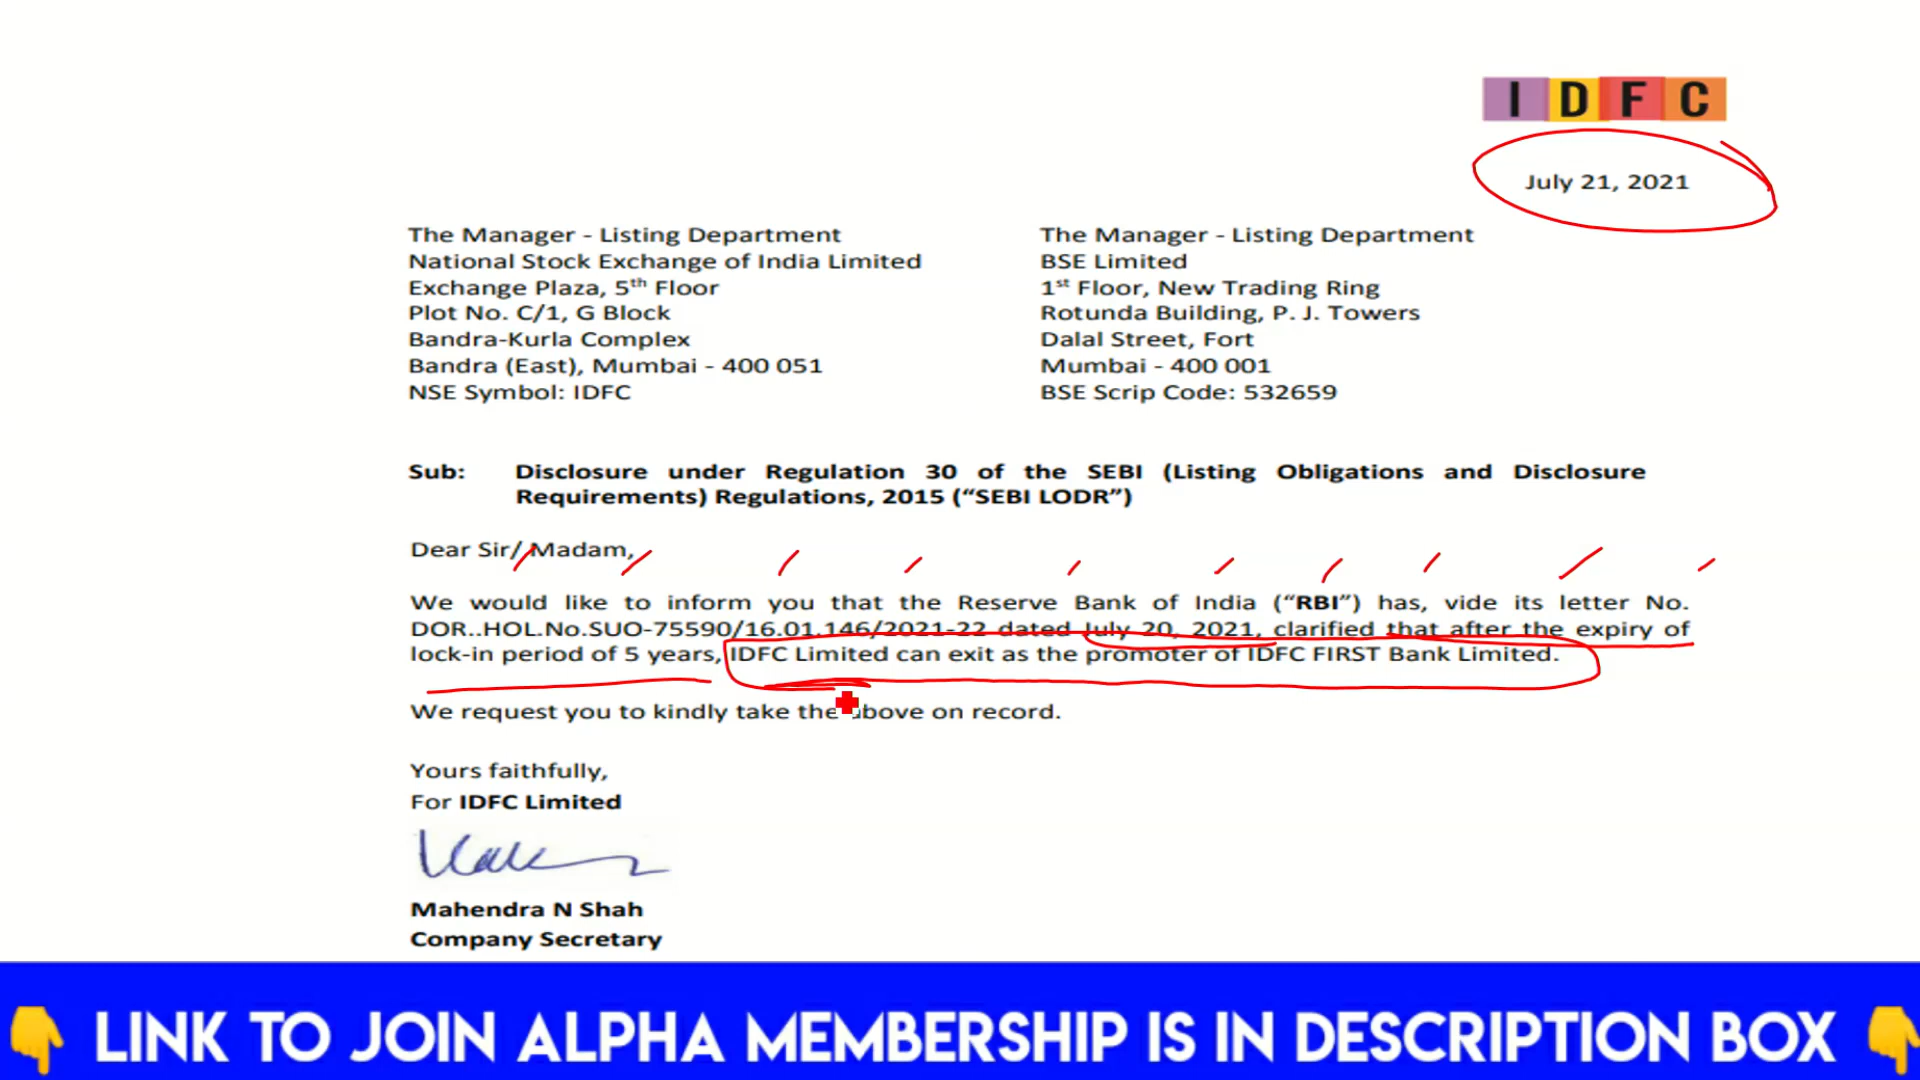 I D F C
July 21, 2021
The Manager - Listing Department
National Stock Exchange of India Limited
Exchange Plaza, 5th Floor
Plot No. C/1, G Block
Bandra-Kurla Complex
Bandra (East), Mumbai - 400 051
NSE Symbol: IDFC
The Manager - Listing Department
BSE Limited
1st Floor, New Trading Ring
Rotunda Building, P. J. Towers
Dalal Street, Fort
Mumbai - 400 001
BSE Scrip Code: 532659
Sub: Disclosure under Regulation 30 of the SEBI (Listing Obligations and Disclosure
Requirements) Regulations, 2015 (“SEBI LODR”)
Dear Sir/ Madam,
We would like to inform you that the Reserve Bank of India (“RBI”) has, vide its letter No.
DOR..HOL.No.SUO-75590/16.01.146/2021-22 dated July 20, 2021, clarified that after the expiry of
lock-in period of 5 years, IDFC Limited can exit as the promoter of IDFC FIRST Bank Limited.
We request you to kindly take the above on record.
Yours faithfully,
For IDFC Limited
Mahendra N Shah
Company Secretary
LINK TO JOIN ALPHA MEMBERSHIP IS IN DESCRIPTION BOX